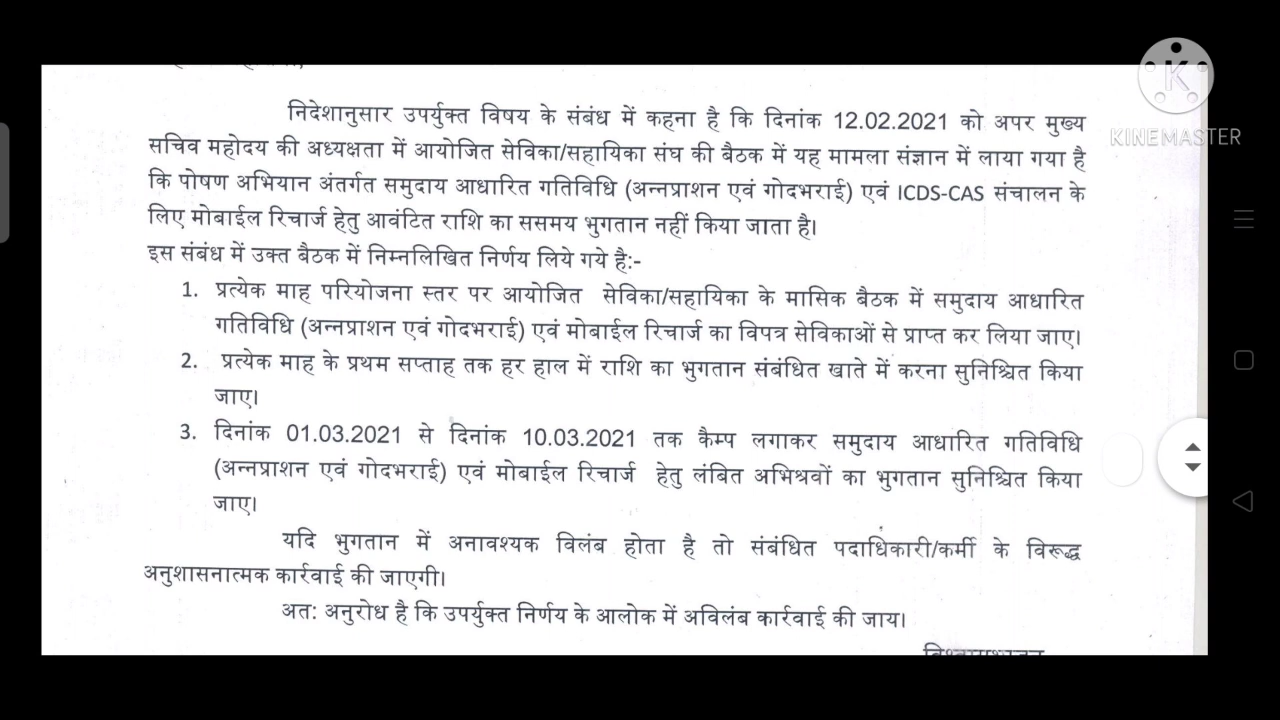 निदेशानुसार उपर्युक्त विषय के संबंध में कहना है कि दिनांक 12.02.2021 को अपर मुख्य
सचिव महोदय की अध्यक्षता में आयोजित सेविका/सहायिका संघ की बैठक में यह मामला संज्ञान में लाया गया है
कि पोषण अभियान अंतर्गत समुदाय आधारित गतिविधि (अन्नप्राशन एवं गोदभराई) एवं ICDS-CAS संचालन के
लिए मोबाईल रिचार्ज हेतु आवंटित राशि का ससमय भुगतान नहीं किया जाता है।
इस संबंध में उक्त बैठक में निम्नलिखित निर्णय लिये गये है:-
1. प्रत्येक माह परियोजना स्तर पर आयोजित सेविका/सहायिका के मासिक बैठक में समुदाय आधारित
गतिविधि (अन्नप्राशन एवं गोदभराई) एवं मोबाईल रिचार्ज का विपत्र सेविकाओं से प्राप्त कर लिया जाए।
2. प्रत्येक माह के प्रथम सप्ताह तक हर हाल में राशि का भुगतान संबंधित खाते में करना सुनिश्चित किया
जाए।
3. दिनांक 01.03.2021 से दिनांक 10.03.2021 तक कैम्प लगाकर समुदाय आधारित गतिविधि
(अन्नप्राशन एवं गोदभराई) एवं मोबाईल रिचार्ज हेतु लंबित अभिश्रवों का भुगतान सुनिश्चित किया
जाए।
यदि भुगतान में अनावश्यक विलंब होता है तो संबंधित पदाधिकारी/कर्मी के विरूद्ध
अनुशासनात्मक कार्रवाई की जाएगी।
अत: अनुरोध है कि उपर्युक्त निर्णय के आलोक में अविलंब कार्रवाई की जाय।
K
KINEMASTER